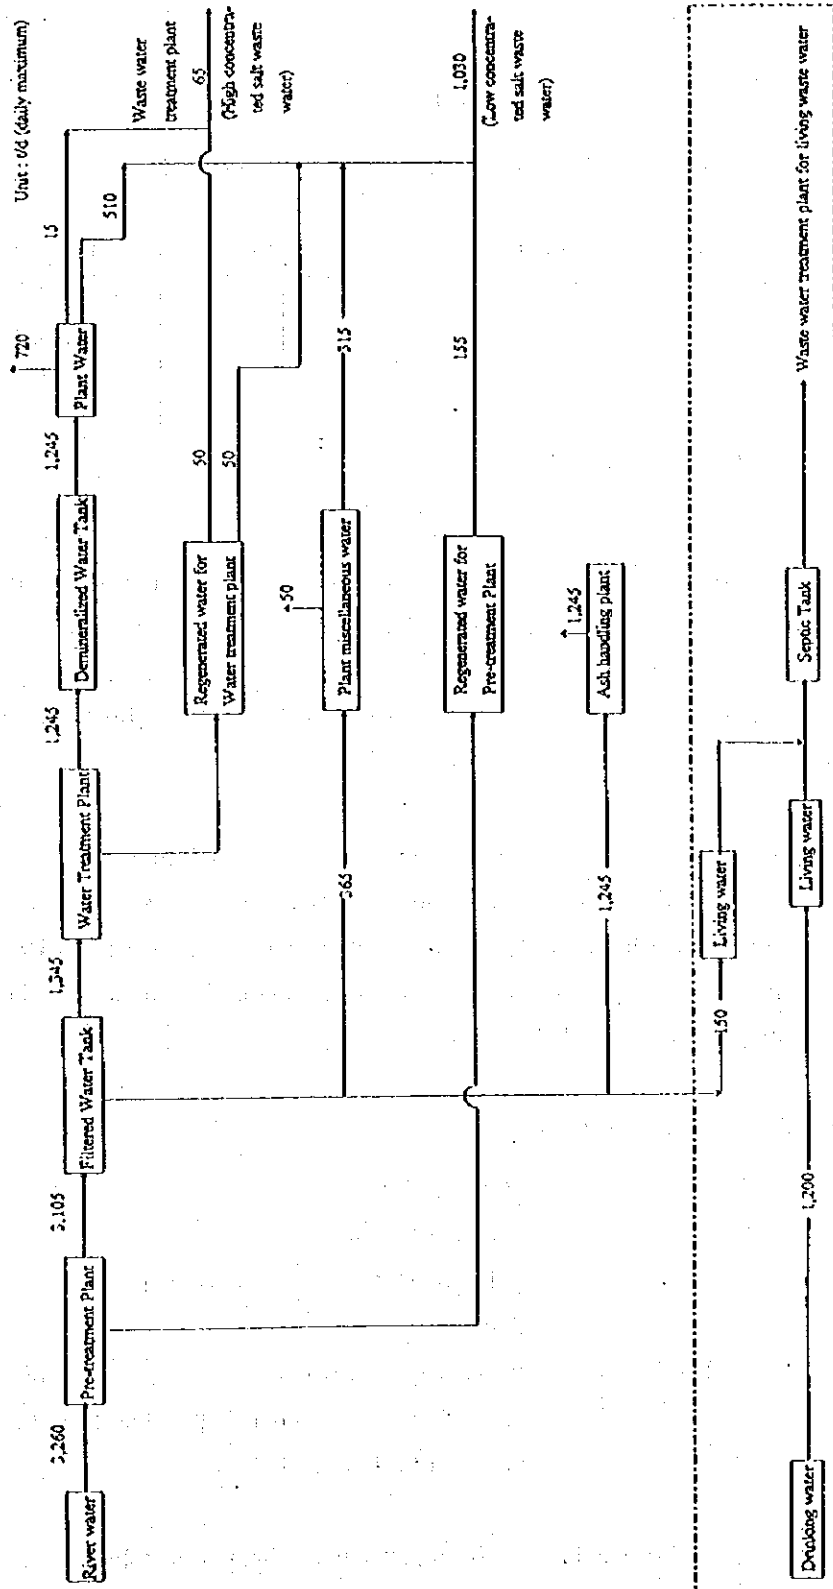 Unit : t/d (daily maximum)
River water
3,260
Pre-treatment Plant
3,105
Filtered Water Tank
1,345
Water Treatment Plant
1,245
Demineralized Water Tank
1,245
Plant Water
720
15
510
Waste water
treatment plant
65
(High concentra-
ted salt waste
water)
Regenerated water for
Water treatment plant
50
50
365
Plant miscellaneous water
50
315
Regenerated water for
Pre-treatment Plant
155
1,030
(Low concentra-
ted salt waste
water)
1,245
Ash handling plant
1,245
150
Living water
Drinking water
1,200
Living water
Septic Tank
Waste water treatment plant for living waste water